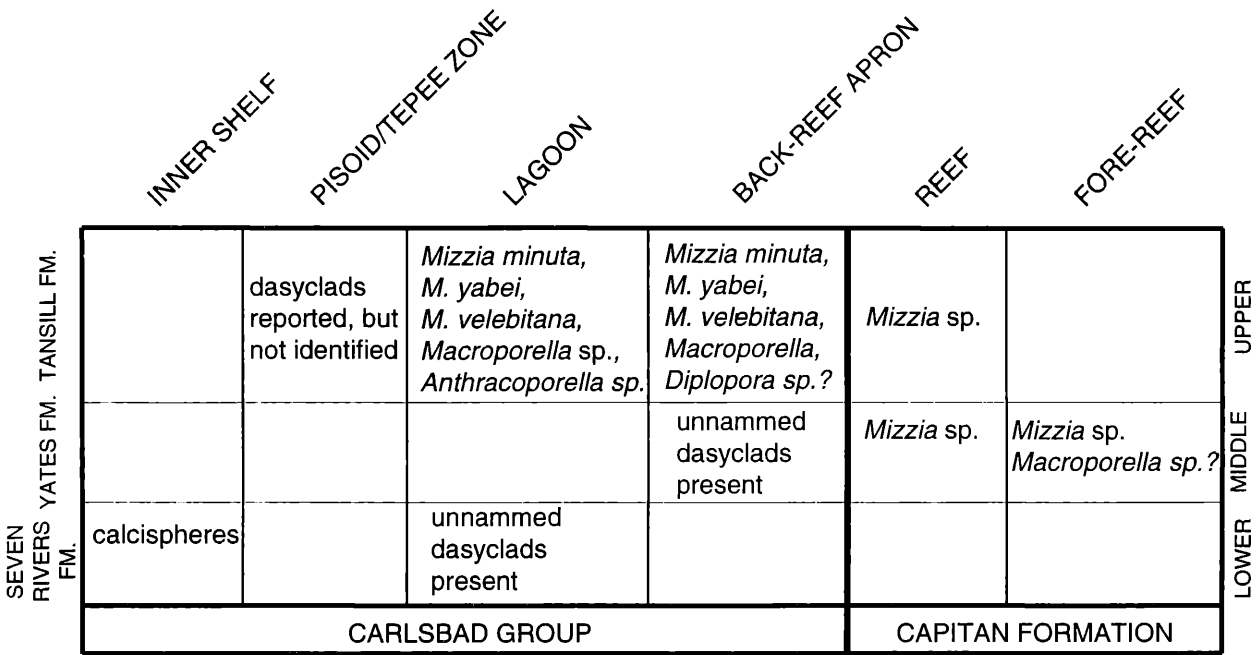 INNER SHELF
PISOID/TEPEE ZONE
LAGOON
BACK-REEF APRON
REEF
FORE-REEF
TANSILL FM.
dasyclads
reported, but
not identified
Mizzia minuta,
M. yabei,
M. velebitana,
Macroporella sp.,
Anthracoporella sp.
Mizzia minuta,
M. yabei,
M. velebitana,
Macroporella,
Diplopora sp.?
Mizzia sp.
UPPER
YATES FM.
unnammed
dasyclads
present
Mizzia sp.
Mizzia sp.
Macroporella sp.?
MIDDLE
SEVEN
RIVERS
FM.
calcispheres
unnammed
dasyclads
present
LOWER
CARLSBAD GROUP
CAPITAN FORMATION